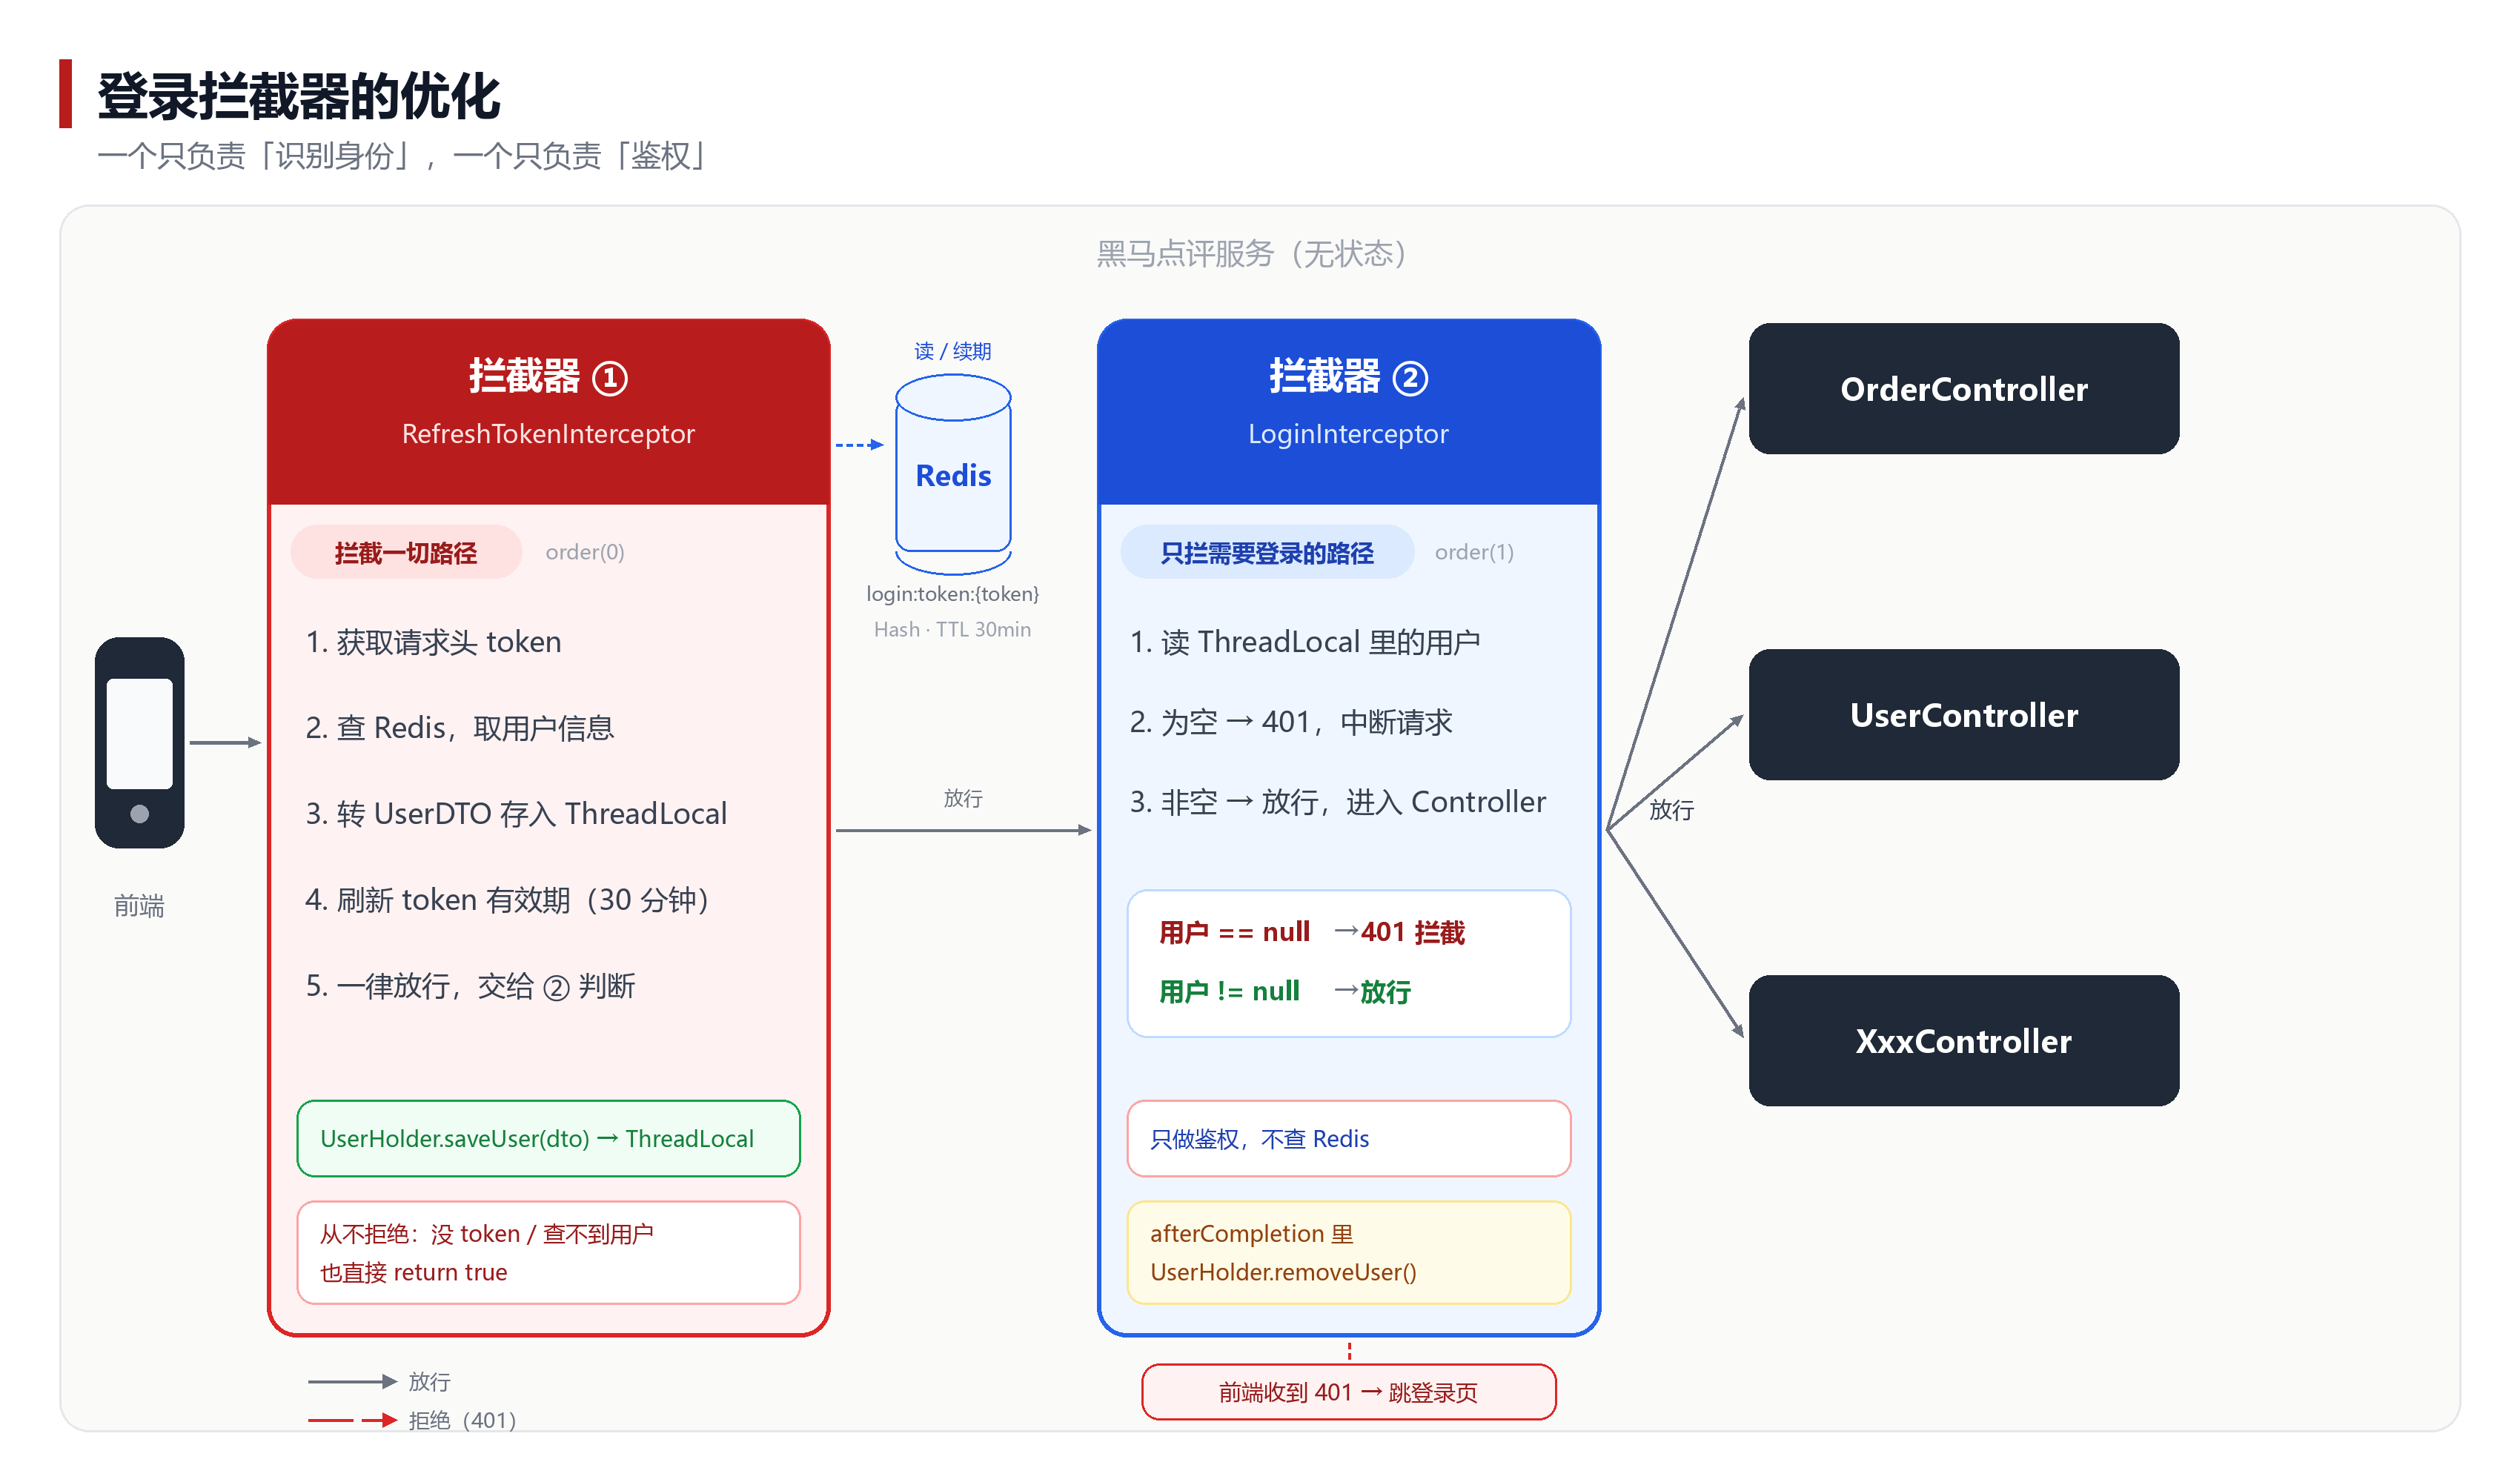 登录拦截器的优化
一个只负责「识别身份」，一个只负责「鉴权」
黑马点评服务（无状态）
前端
拦截器 ①
RefreshTokenInterceptor
拦截一切路径
order(0)
1. 获取请求头 token
2. 查 Redis，取用户信息
3. 转 UserDTO 存入 ThreadLocal
4. 刷新 token 有效期（30 分钟）
5. 一律放行，交给 ② 判断
UserHolder.saveUser(dto) → ThreadLocal
从不拒绝：没 token / 查不到用户
也直接 return true
读 / 续期
Redis
login:token:{token}
Hash · TTL 30min
放行
拦截器 ②
LoginInterceptor
只拦需要登录的路径
order(1)
1. 读 ThreadLocal 里的用户
2. 为空 → 401，中断请求
3. 非空 → 放行，进入 Controller
用户 == null →401 拦截
用户 != null →放行
只做鉴权，不查 Redis
afterCompletion 里
UserHolder.removeUser()
前端收到 401 → 跳登录页
放行
OrderController
UserController
XxxController
放行
拒绝（401）